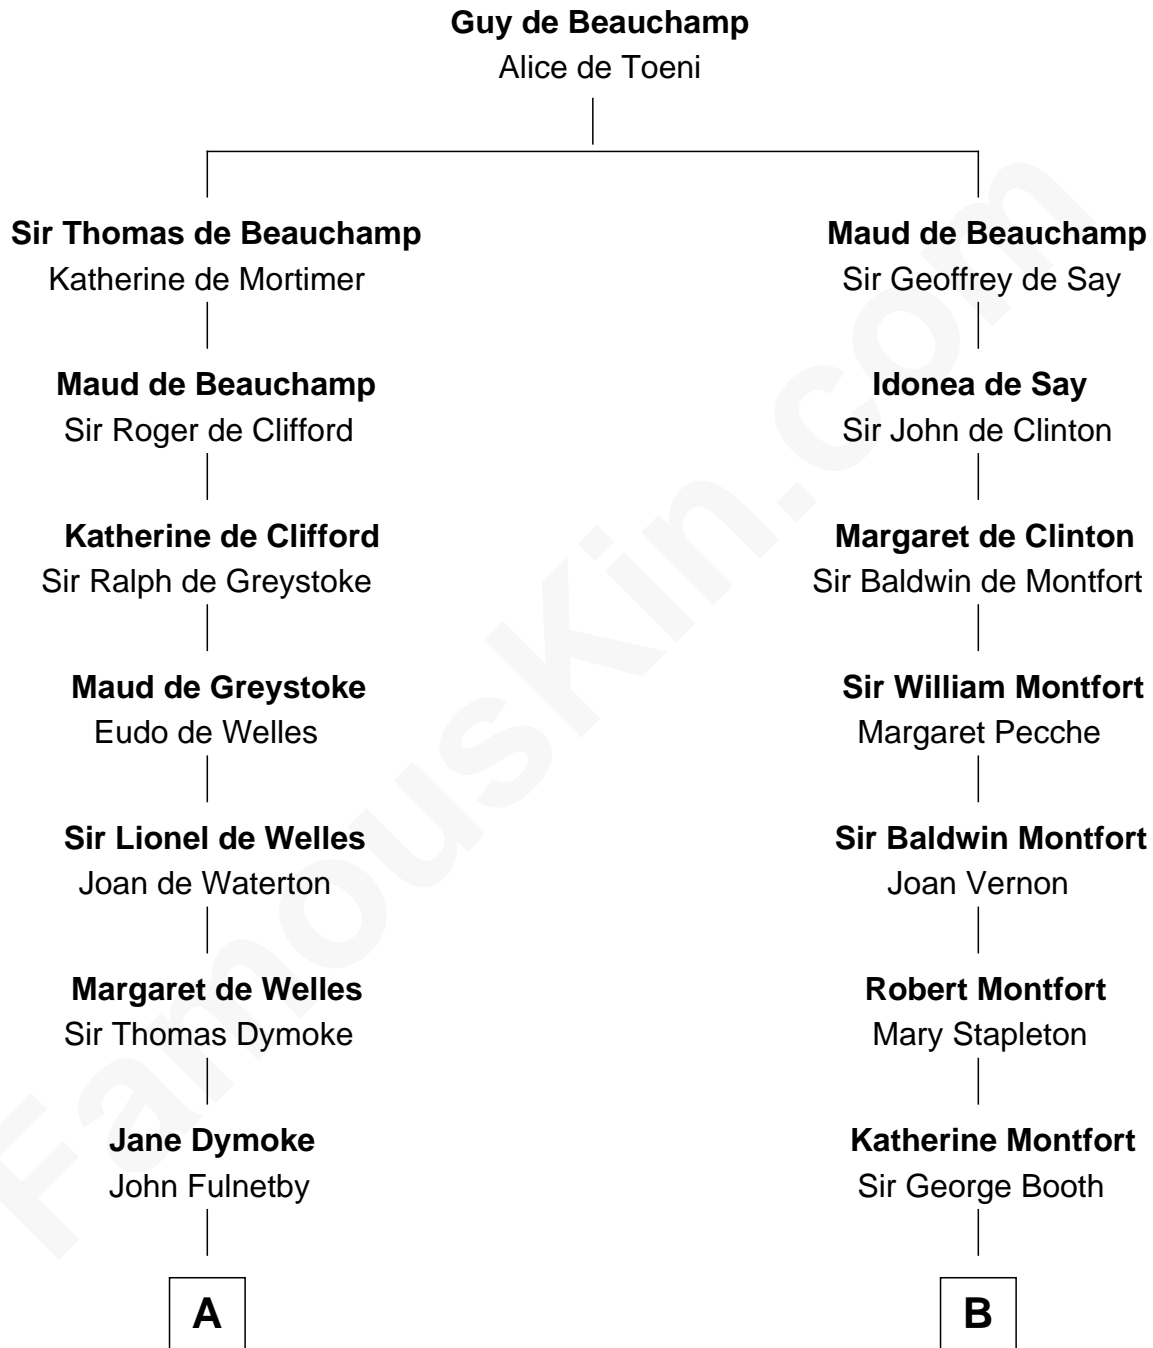 Guy de Beauchamp
Alice de Toeni
Sir Thomas de Beauchamp
Katherine de Mortimer
Maud de Beauchamp
Sir Roger de Clifford
Katherine de Clifford
Sir Ralph de Greystoke
Maud de Greystoke
Eudo de Welles
Sir Lionel de Welles
Joan de Waterton
Margaret de Welles
Sir Thomas Dymoke
Jane Dymoke
John Fulnetby
A
Maud de Beauchamp
Sir Geoffrey de Say
Idonea de Say
Sir John de Clinton
Margaret de Clinton
Sir Baldwin de Montfort
Sir William Montfort
Margaret Pecche
Sir Baldwin Montfort
Joan Vernon
Robert Montfort
Mary Stapleton
Katherine Montfort
Sir George Booth
B
FamousKin.com